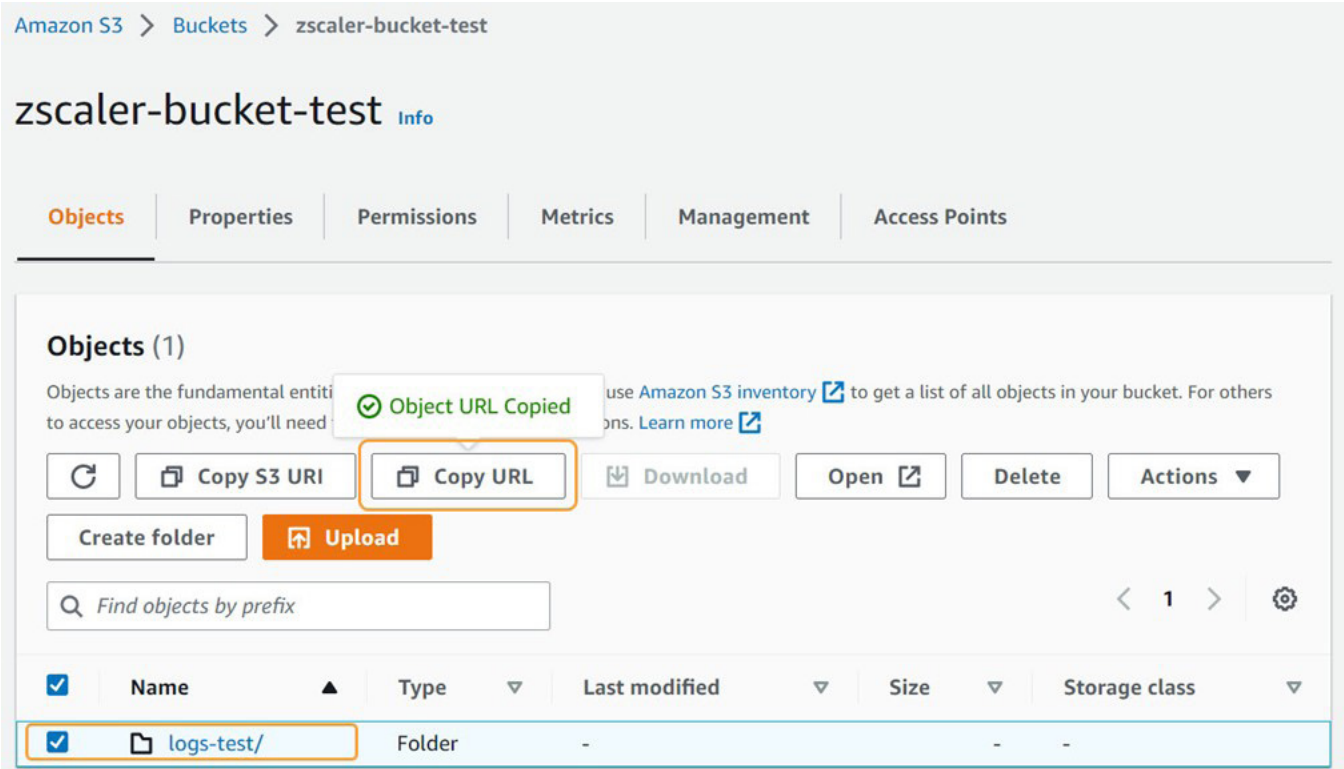 Amazon S3 > Buckets > zscaler-bucket-test
zscaler-bucket-test Info
Objects Properties Permissions Metrics Management Access Points
Objects (1)
Objects are the fundamental use Amazon S3 inventory to get a list of all objects in your bucket. For others
Object URL Copied
to access your objects, you'll need Learn more
Copy S3 URI Copy URL Download Open Delete Actions
Create folder Upload
Find objects by prefix
< 1 >
Name Type Last modified Size Storage class
logs-test/ Folder - - -